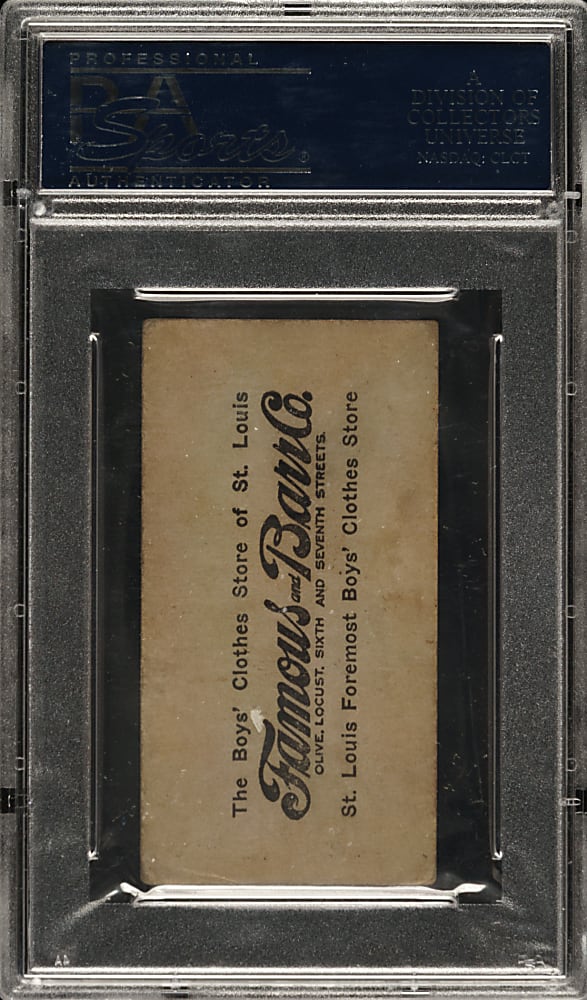 PROFESSIONAL
PSA
Sports®
AUTHENTICATOR
A
DIVISION OF
COLLECTORS
UNIVERSE
NASDAQ: CLCT
The Boys' Clothes Store of St. Louis
Famous and Barr Co.
OLIVE, LOCUST, SIXTH AND SEVENTH STREETS.
St. Louis Foremost Boys' Clothes Store